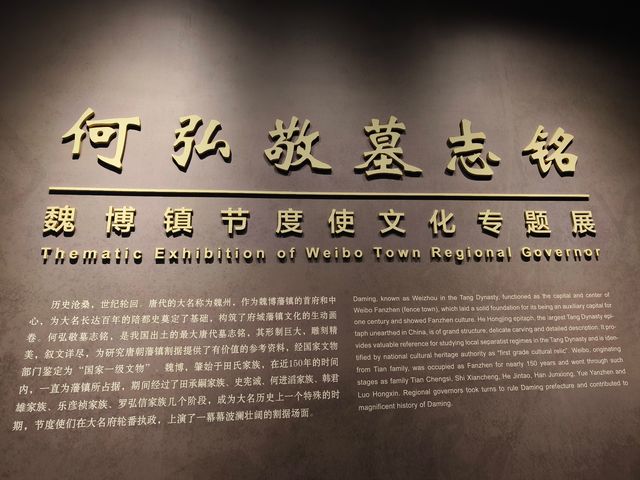 何弘敬墓志铭
魏博镇节度使文化专题展
Thematic Exhibition of Weibo Town Regional Governor
历史沧桑，世纪轮回。唐代的大名称为魏州，作为魏博藩镇的首府和中
心，为大名长达百年的陪都史奠定了基础，构筑了府城藩镇文化的生动画
卷。何弘敬墓志铭，是我国出土的最大唐代墓志铭，其形制巨大，雕刻精
美，叙文详尽，为研究唐朝藩镇割据提供了有价值的参考资料，经国家文物
部门鉴定为“国家一级文物”。魏博，肇始于田氏家族，在近150年的时间
内，一直为藩镇所占据，期间经过了田承嗣家族、史宪诚、何进滔家族、韩君
雄家族、乐彦祯家族、罗弘信家族几个阶段，成为大名历史上一个特殊的时
期，节度使们在大名府轮番执政，上演了一幕幕波澜壮阔的割据场面。
Daming, known as Weizhou in the Tang Dynasty, functioned as the capital and center of
Weibo Fanzhen (fence town), which laid a solid foundation for its being an auxiliary capital for
one century and showed Fanzhen culture. He Hongjing epitaph, the largest Tang Dynasty epi-
taph unearthed in China, is of grand structure; delicate carving and detailed description. It pro-
vides valuable reference for studying local separatist regimes in the Tang Dynasty and is iden-
tified by national cultural heritage authority as "first grade cultural relic". Weibo, originating
from Tian family, was occupied as Fanzhen for nearly 150 years and went through such
stages as family Tian Chengsi, Shi Xiancheng, He Jintao, Han Junxiong, Yue Yanzhen and
Luo Hongxin. Regional governors took turns to rule Daming prefecture and contributed to
magnificent history of Daming.